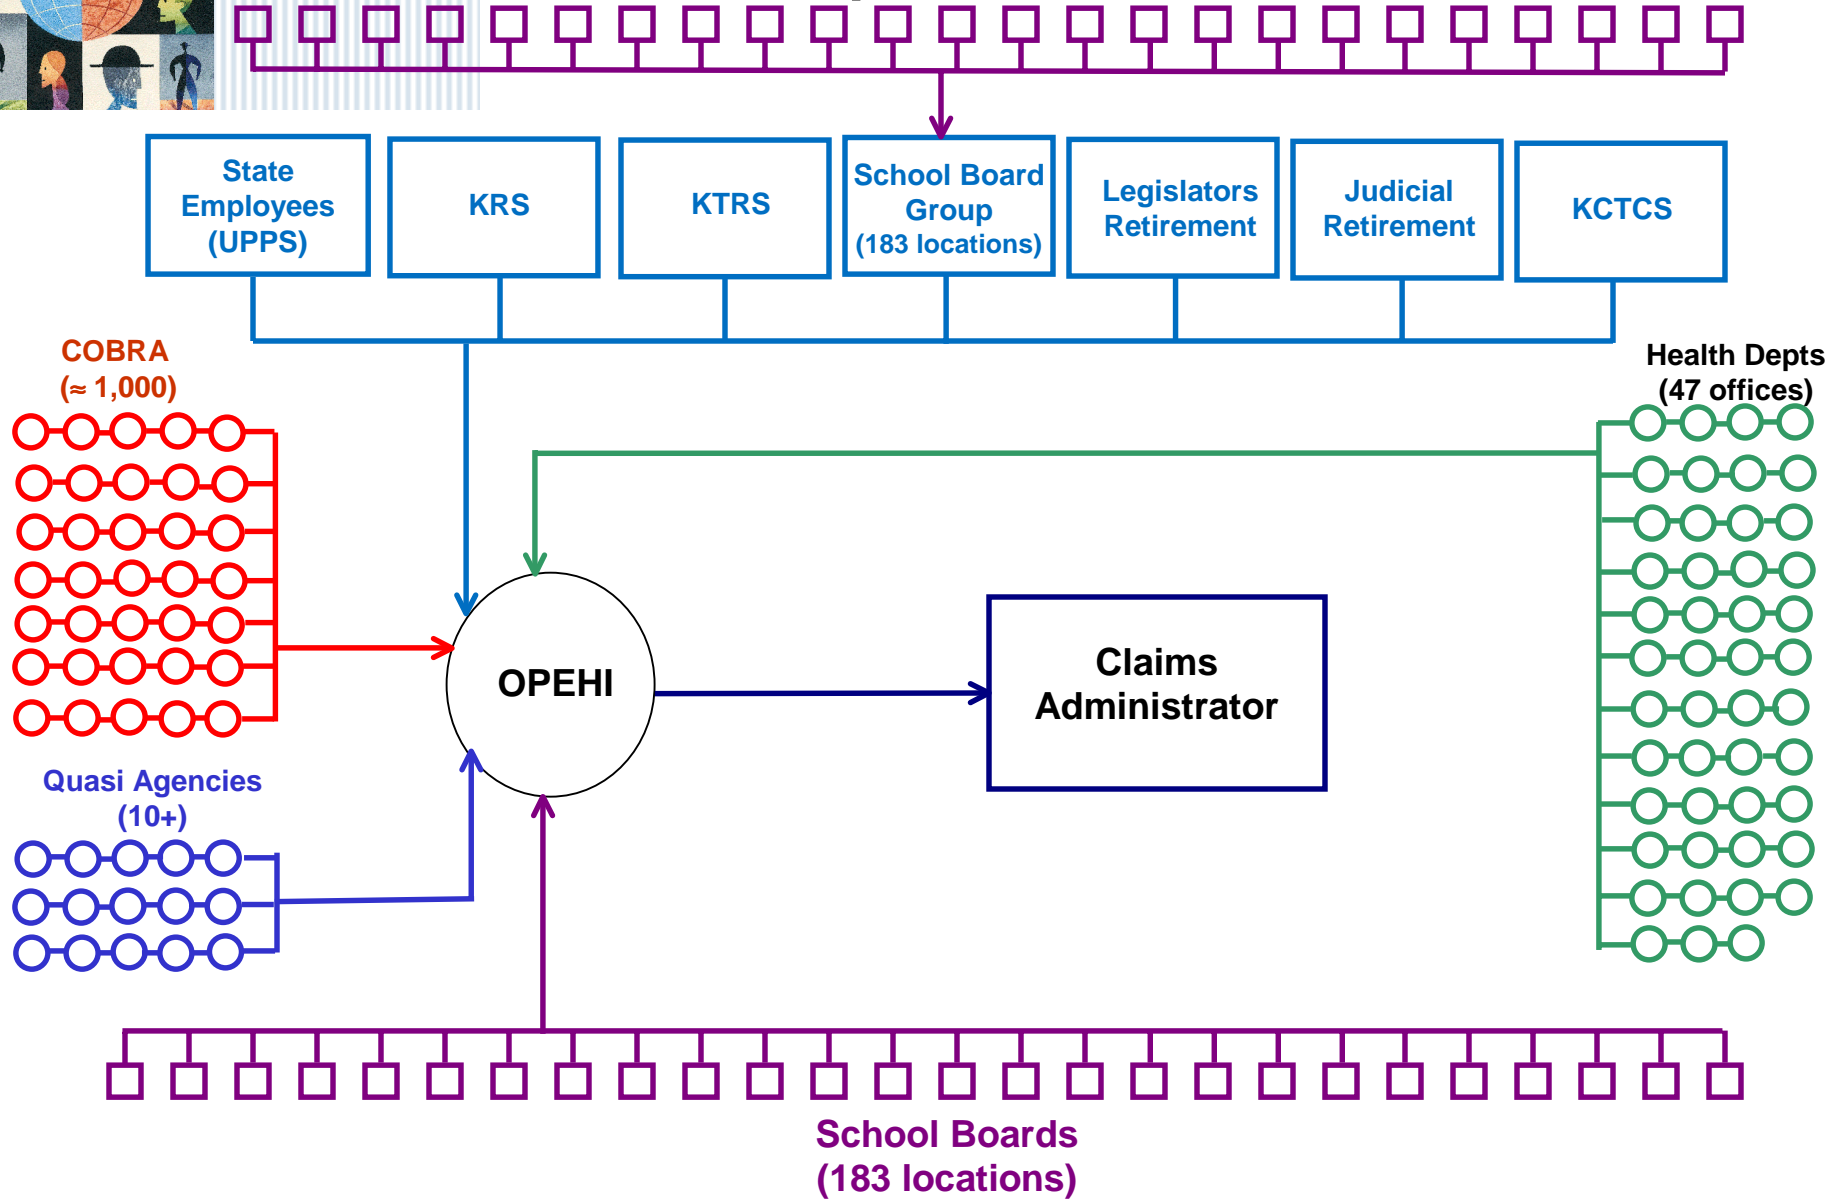 State
Employees
(UPPS)
KRS
KTRS
School Board
Group
(183 locations)
Legislators
Retirement
Judicial
Retirement
KCTCS
COBRA
(≈ 1,000)
Health Depts
(47 offices)
OPEHI
Claims
Administrator
Quasi Agencies
(10+)
School Boards
(183 locations)